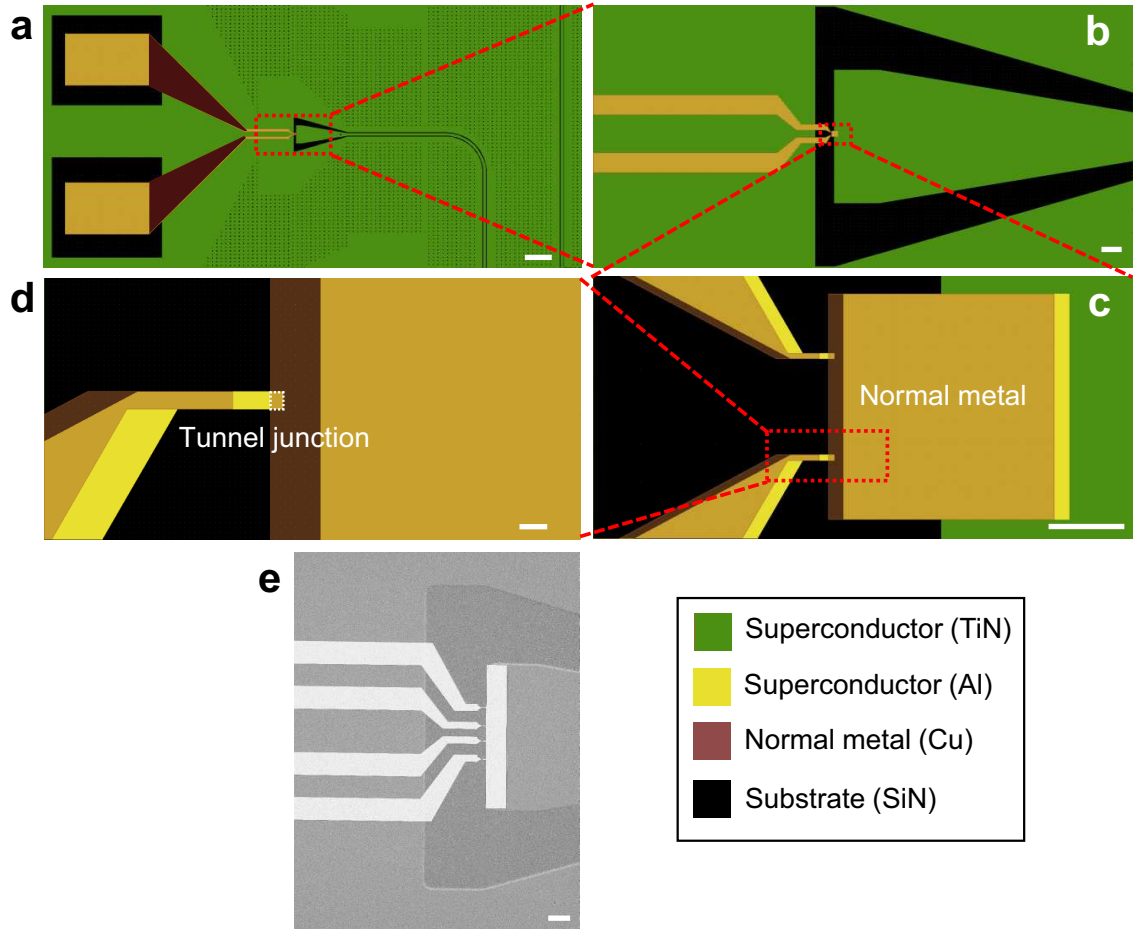 a
b
d
c
Normal metal
Tunnel junction
e
Superconductor (TiN)
Superconductor (Al)
Normal metal (Cu)
Substrate (SiN)